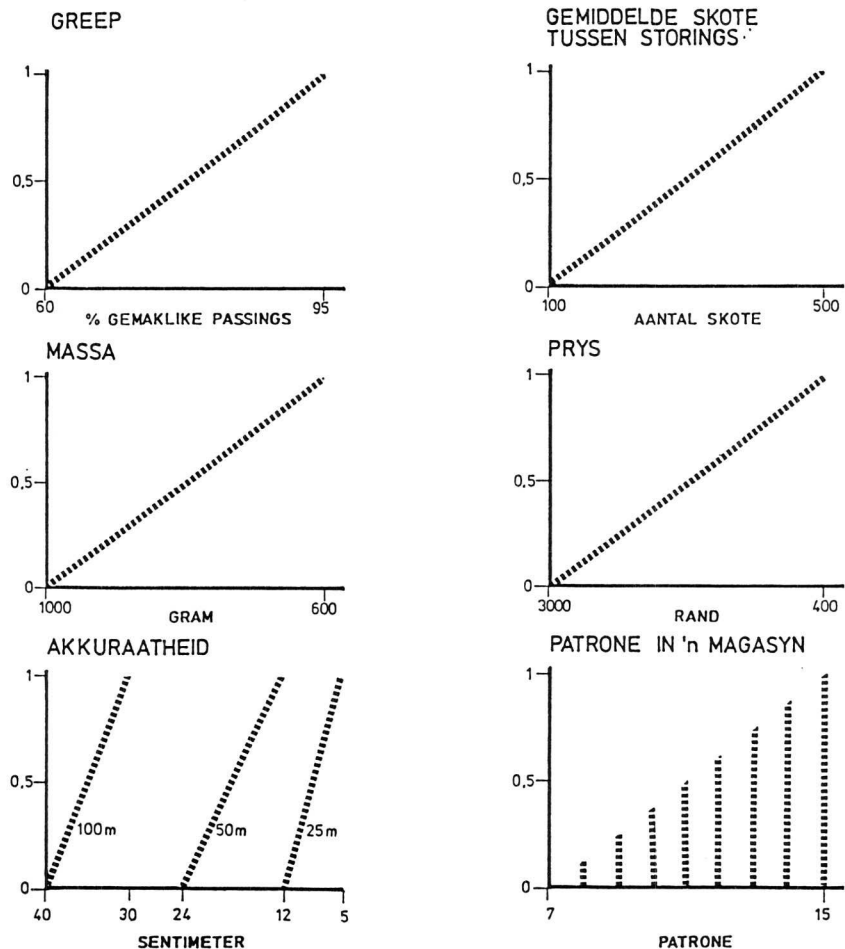 GREEP
1
0,5
0
60
95
% GEMAKLIKE PASSINGS
GEMIDDELDE SKOTE
TUSSEN STORINGS
1
0,5
0
100
500
AANTAL SKOTE
MASSA
1
0,5
0
1000
600
GRAM
PRYS
1
0,5
0
3000
400
RAND
AKKURAATHEID
1
0,5
0
100m
50m
25m
40
30
24
12
5
SENTIMETER
PATRONE IN 'n MAGASYN
1
0,5
0
7
15
PATRONE